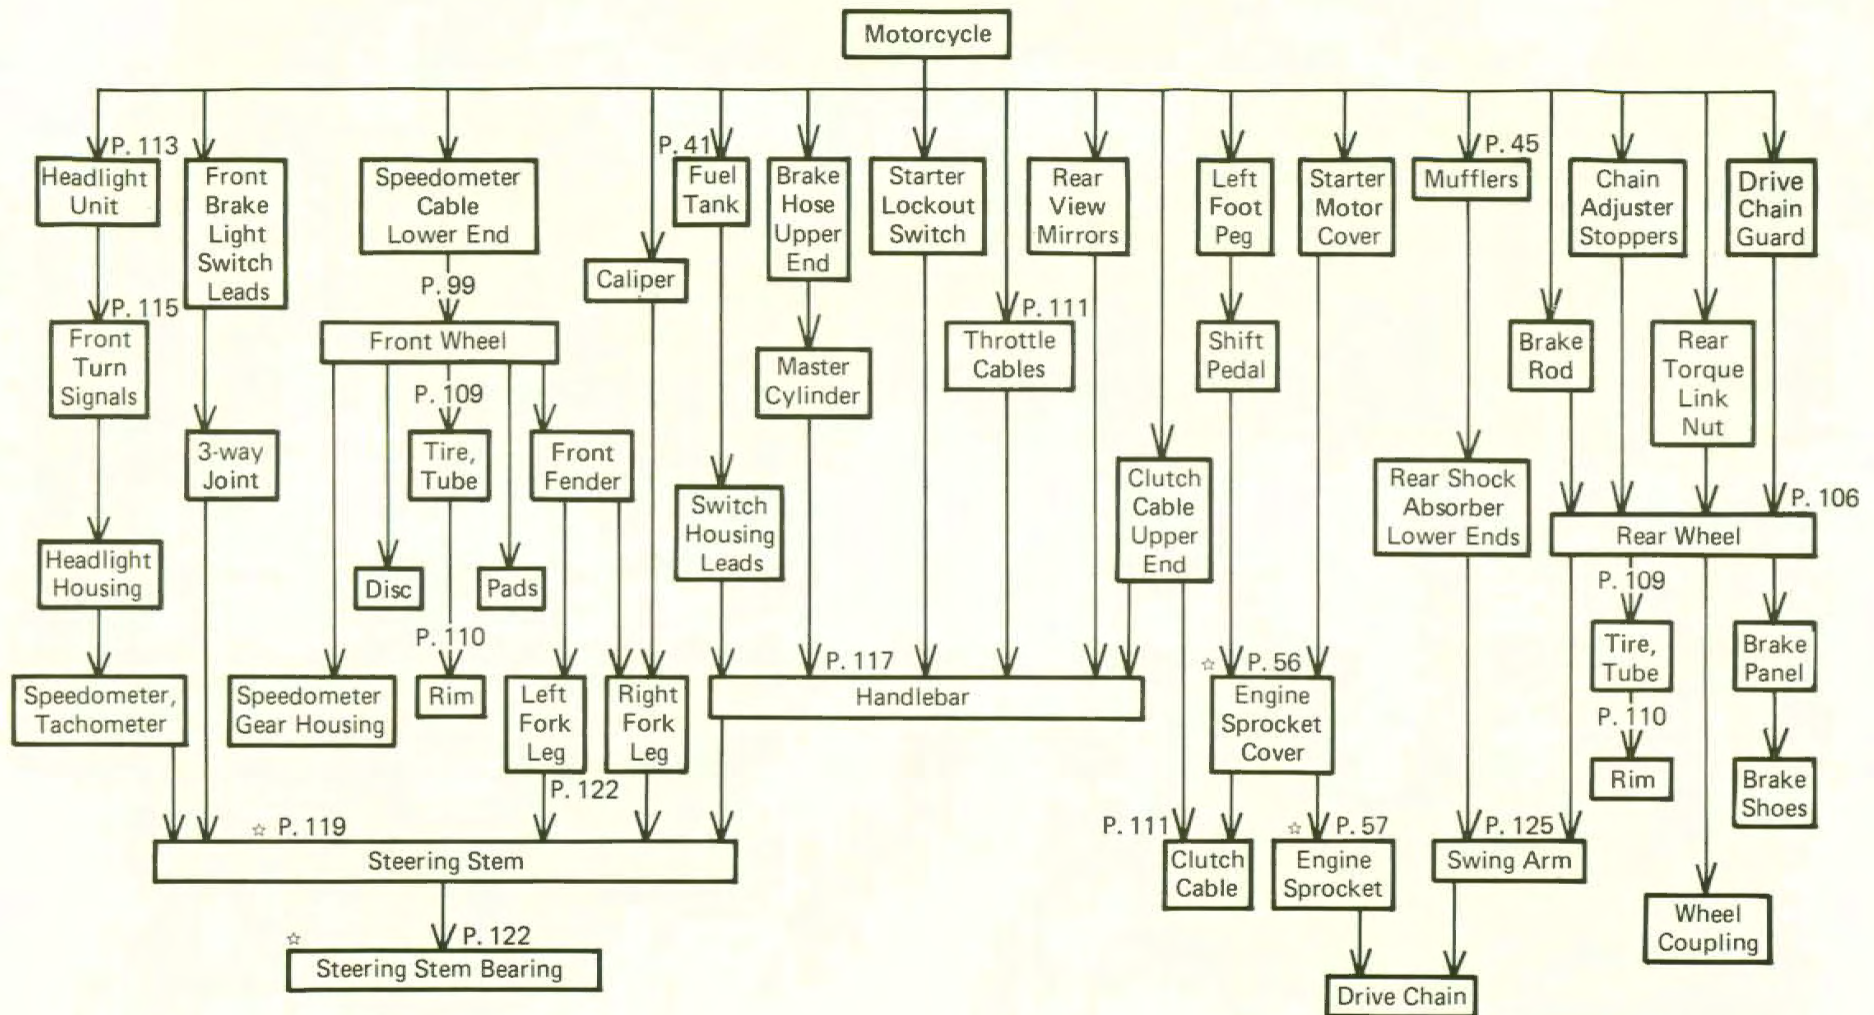 Motorcycle
P. 113
Headlight
Unit
Front
Brake
Light
Switch
Leads
Speedometer
Cable
Lower End
P. 41
Fuel
Tank
Brake
Hose
Upper
End
Starter
Lockout
Switch
Rear
View
Mirrors
Left
Foot
Peg
Starter
Motor
Cover
P. 45
Mufflers
Chain
Adjuster
Stoppers
Drive
Chain
Guard
Caliper
P. 99
Front Wheel
P. 115
Front
Turn
Signals
Master
Cylinder
P. 111
Throttle
Cables
Shift
Pedal
Brake
Rod
Rear
Torque
Link
Nut
3-way
Joint
P. 109
Tire,
Tube
Front
Fender
Switch
Housing
Leads
Clutch
Cable
Upper
End
Rear Shock
Absorber
Lower Ends
P. 106
Rear Wheel
Headlight
Housing
Disc
Pads
P. 109
Tire,
Tube
Brake
Panel
Speedometer,
Tachometer
Speedometer
Gear Housing
P. 110
Rim
Left
Fork
Leg
Right
Fork
Leg
P. 117
Handlebar
☆ P. 56
Engine
Sprocket
Cover
P. 110
Rim
Brake
Shoes
P. 122
☆ P. 119
Steering Stem
P. 111
Clutch
Cable
☆ P. 57
Engine
Sprocket
P. 125
Swing Arm
Wheel
Coupling
☆ P. 122
Steering Stem Bearing
Drive Chain